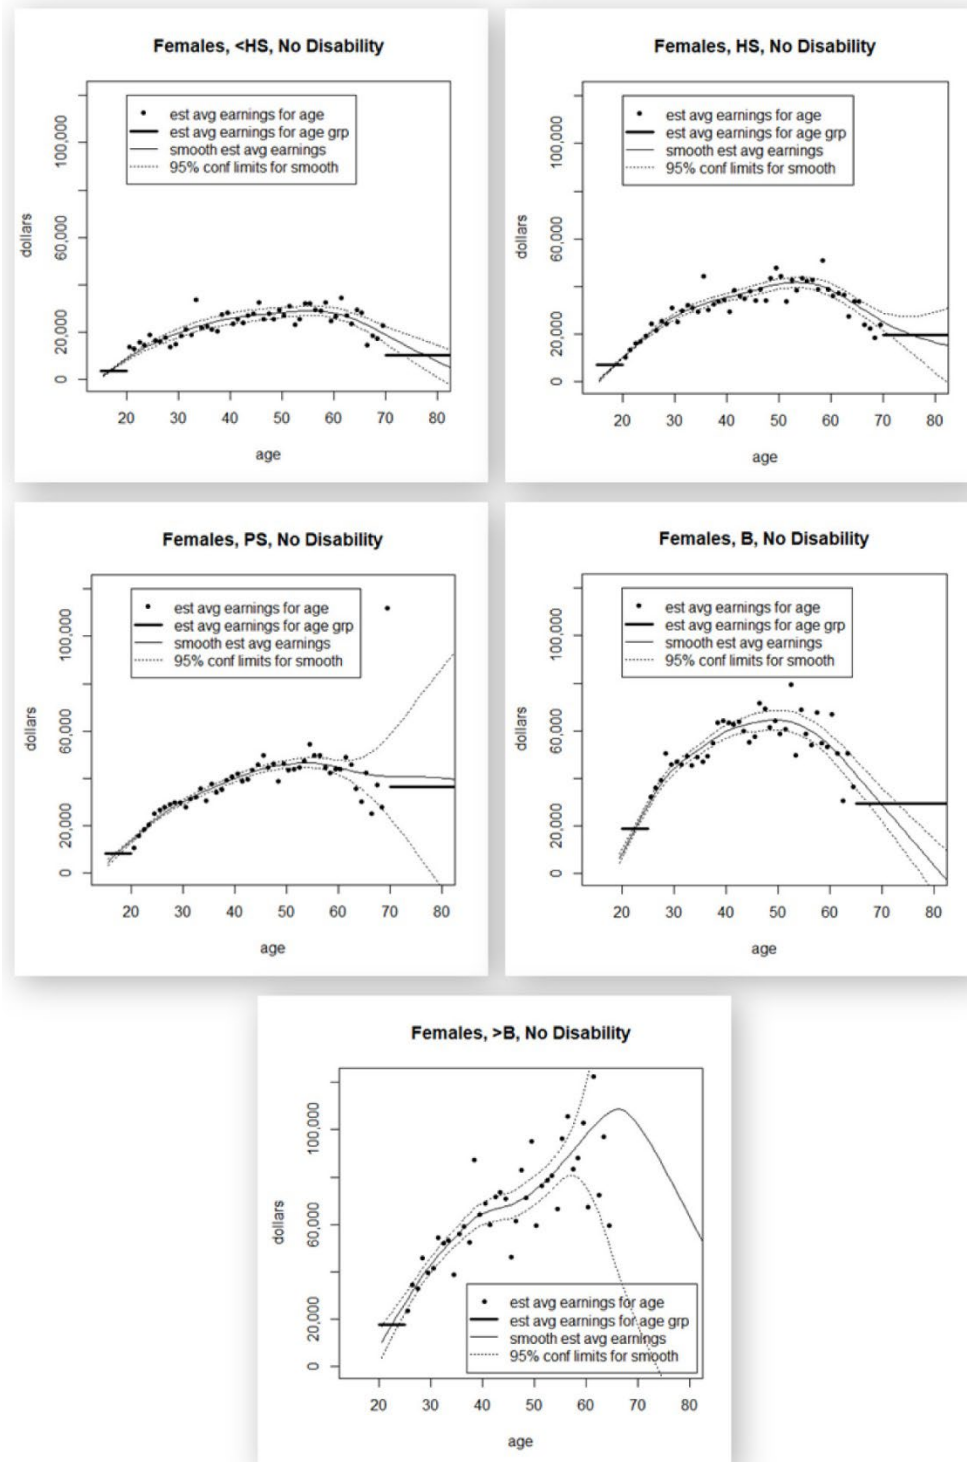 Females, <HS, No Disability
est avg earnings for age
est avg earnings for age grp
smooth est avg earnings
95% conf limits for smooth
dollars
0
20,000
60,000
100,000
20 30 40 50 60 70 80
age
Females, HS, No Disability
est avg earnings for age
est avg earnings for age grp
smooth est avg earnings
95% conf limits for smooth
dollars
0
20,000
60,000
100,000
20 30 40 50 60 70 80
age
Females, PS, No Disability
est avg earnings for age
est avg earnings for age grp
smooth est avg earnings
95% conf limits for smooth
dollars
0
20,000
60,000
100,000
20 30 40 50 60 70 80
age
Females, B, No Disability
est avg earnings for age
est avg earnings for age grp
smooth est avg earnings
95% conf limits for smooth
dollars
0
20,000
60,000
100,000
20 30 40 50 60 70 80
age
Females, >B, No Disability
dollars
0
20,000
60,000
100,000
est avg earnings for age
est avg earnings for age grp
smooth est avg earnings
95% conf limits for smooth
20 30 40 50 60 70 80
age